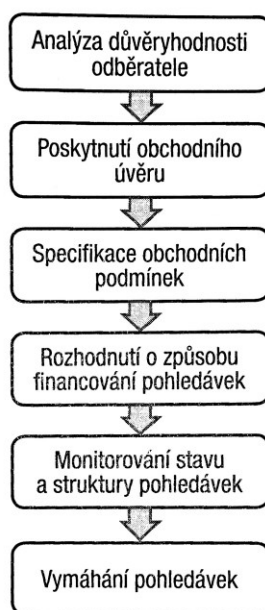 Analýza důvěryhodnosti
odběratele
Poskytnutí obchodního
úvěru
Specifikace obchodních
podmínek
Rozhodnutí o způsobu
financování pohledávek
Monitorování stavu
a struktury pohledávek
Vymáhání pohledávek